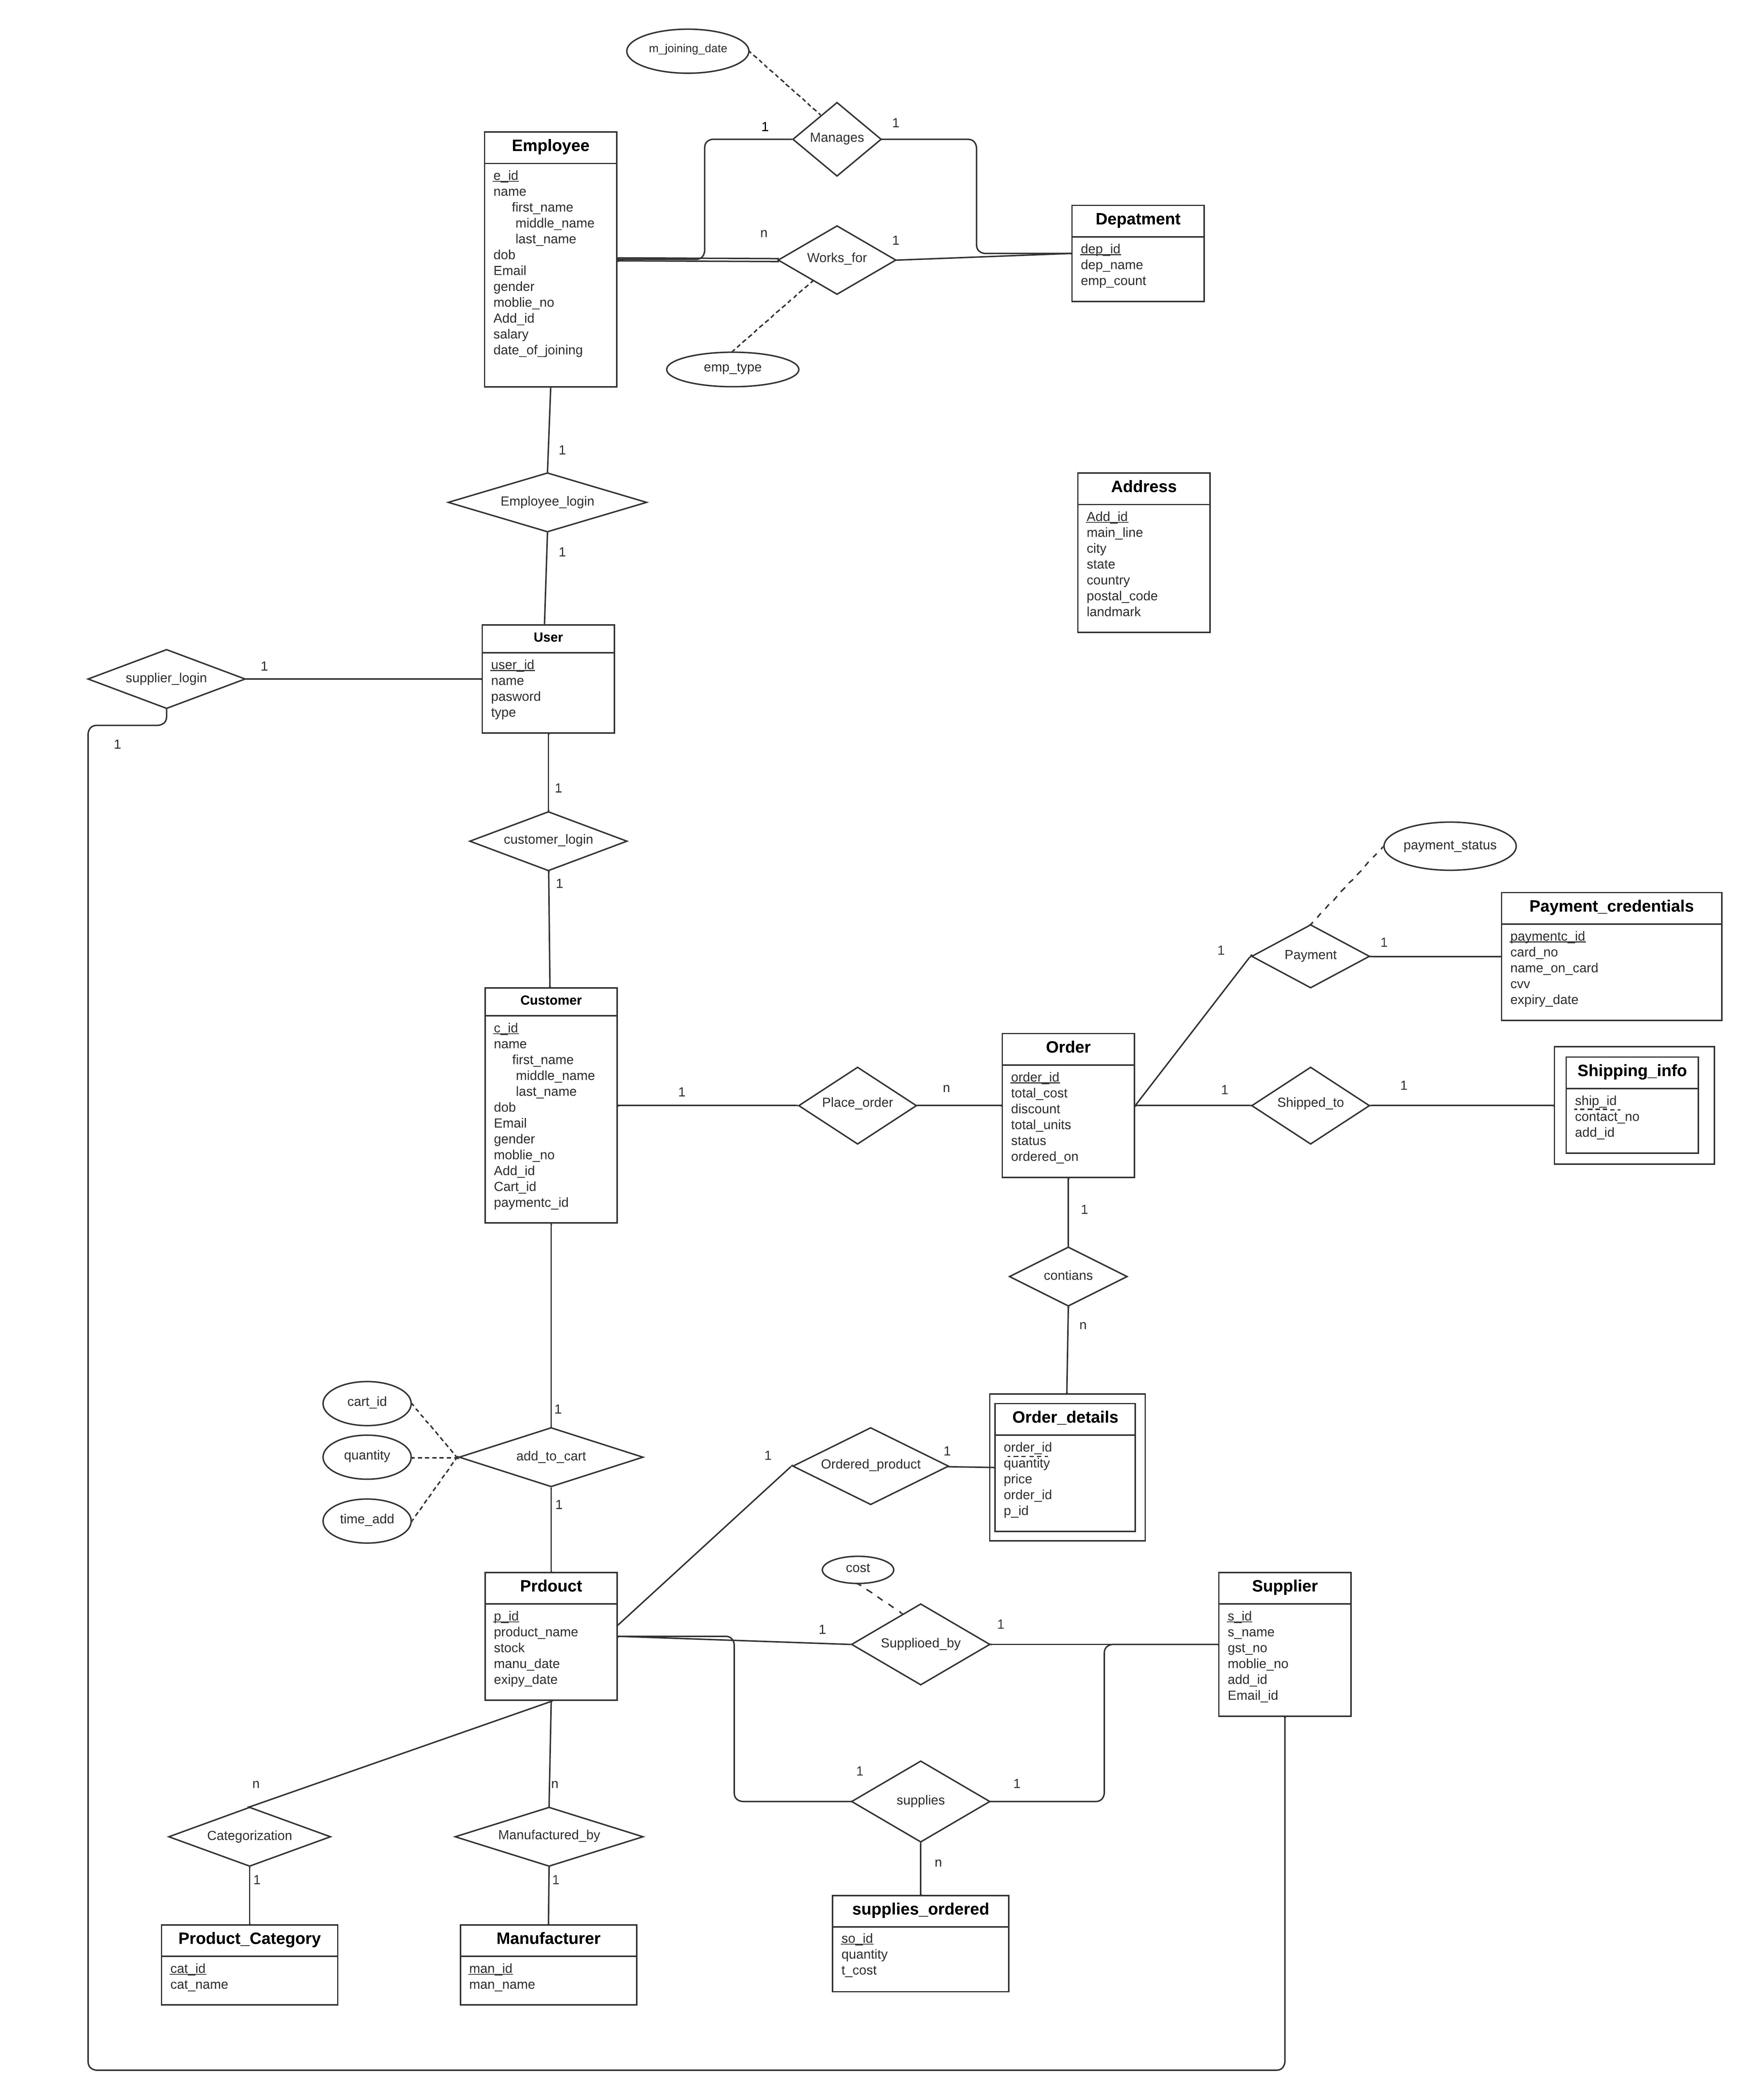 m_joining_date
1
Manages
1
Employee
e_id
name
first_name
middle_name
last_name
dob
Email
gender
moblie_no
Add_id
salary
date_of_joining
n
Works_for
1
emp_type
Depatment
dep_id
dep_name
emp_count
1
Employee_login
1
Address
Add_id
main_line
city
state
country
postal_code
landmark
User
user_id
name
pasword
type
supplier_login
1
1
1
customer_login
1
payment_status
Payment_credentials
paymentc_id
card_no
name_on_card
cvv
expiry_date
1
Payment
1
Customer
c_id
name
first_name
middle_name
last_name
dob
Email
gender
moblie_no
Add_id
Cart_id
paymentc_id
1
Place_order
n
Order
order_id
total_cost
discount
total_units
status
ordered_on
1
Shipped_to
1
Shipping_info
ship_id
contact_no
add_id
1
contians
n
cart_id
quantity
time_add
1
add_to_cart
1
1
Ordered_product
1
Order_details
order_id
quantity
price
order_id
p_id
cost
Prdouct
p_id
product_name
stock
manu_date
exipy_date
1
Supplioed_by
1
Supplier
s_id
s_name
gst_no
moblie_no
add_id
Email_id
n
Categorization
1
n
Manufactured_by
1
1
supplies
1
n
Product_Category
cat_id
cat_name
Manufacturer
man_id
man_name
supplies_ordered
so_id
quantity
t_cost